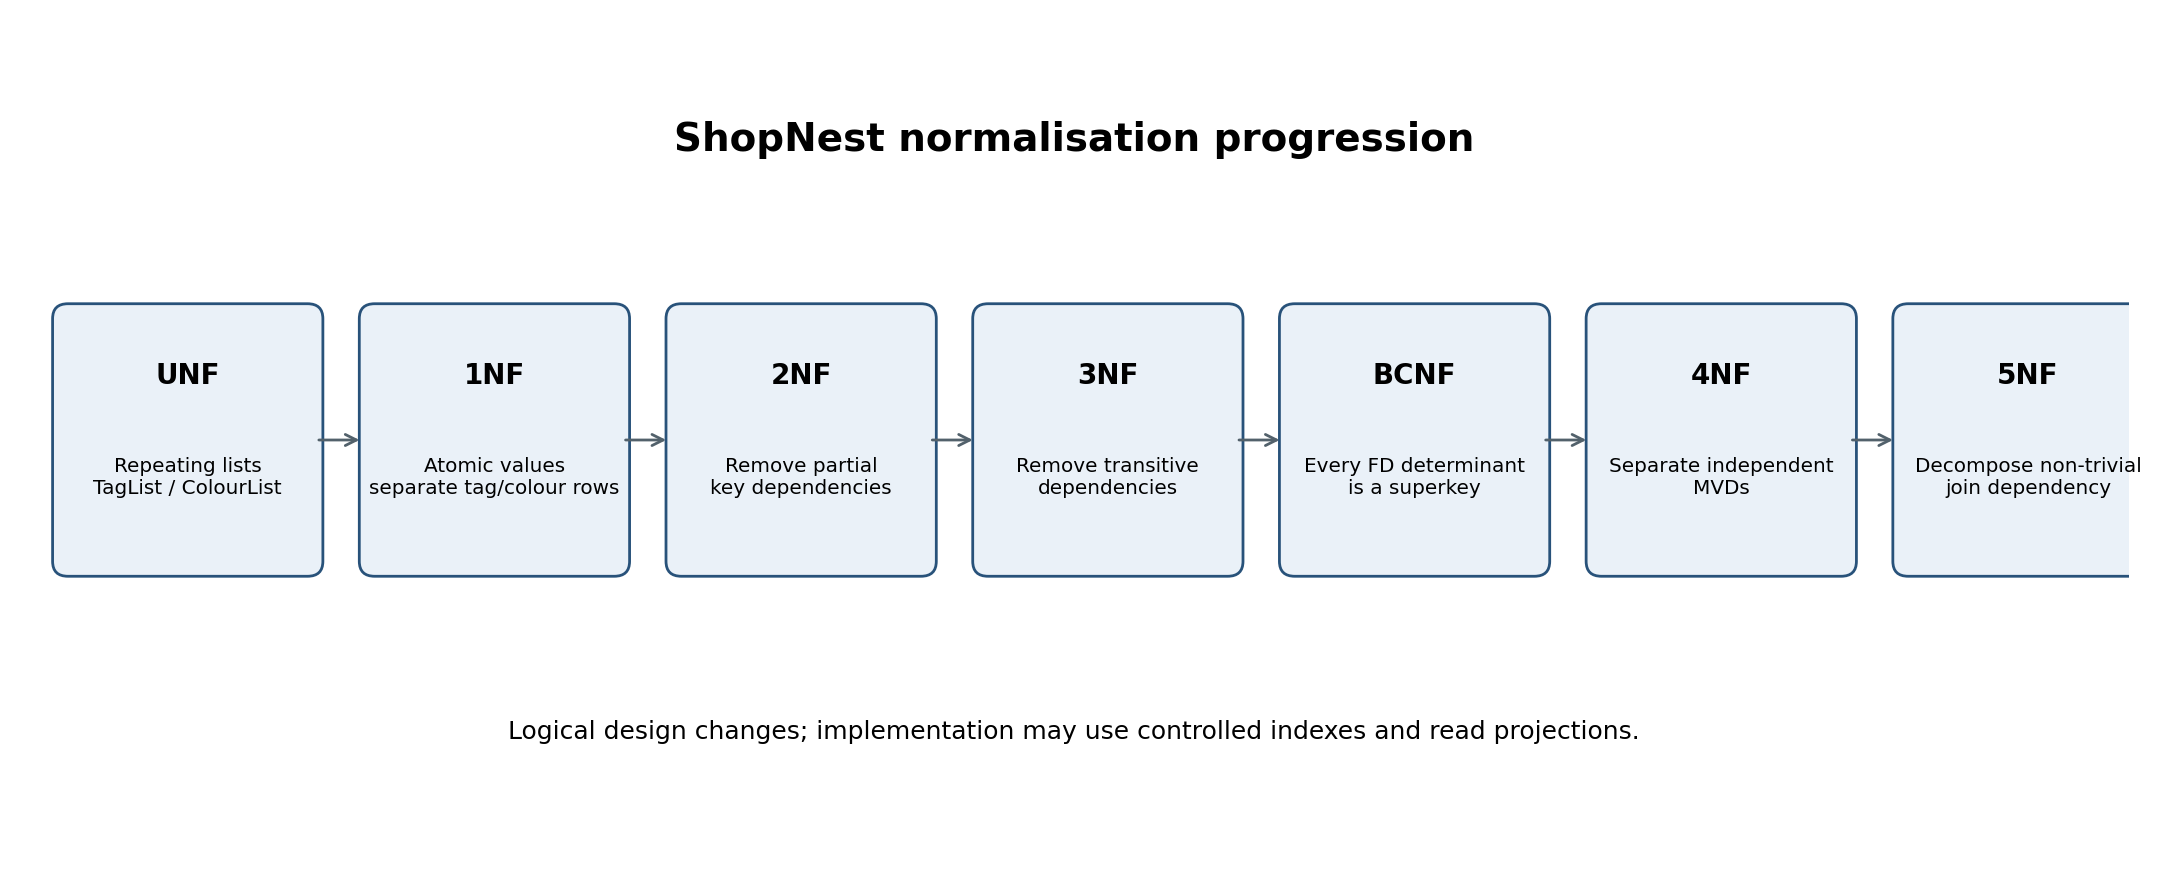 ShopNest normalisation progression
UNF
Repeating lists
TagList / ColourList
1NF
Atomic values
separate tag/colour rows
2NF
Remove partial
key dependencies
3NF
Remove transitive
dependencies
BCNF
Every FD determinant
is a superkey
4NF
Separate independent
MVDs
5NF
Decompose non-trivial
join dependency
Logical design changes; implementation may use controlled indexes and read projections.